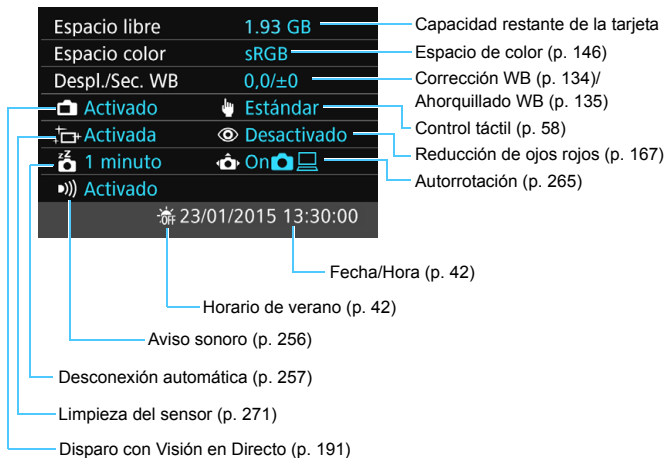 Espacio libre 1.93 GB
Espacio color sRGB
Despl./Sec. WB 0,0/±0
Activado Estándar
Activada Desactivado
zZ 1 minuto On
Activado
OFF 23/01/2015 13:30:00
Capacidad restante de la tarjeta
Espacio de color (p. 146)
Corrección WB (p. 134)/
Ahorquillado WB (p. 135)
Control táctil (p. 58)
Reducción de ojos rojos (p. 167)
Autorrotación (p. 265)
Fecha/Hora (p. 42)
Horario de verano (p. 42)
Aviso sonoro (p. 256)
Desconexión automática (p. 257)
Limpieza del sensor (p. 271)
Disparo con Visión en Directo (p. 191)